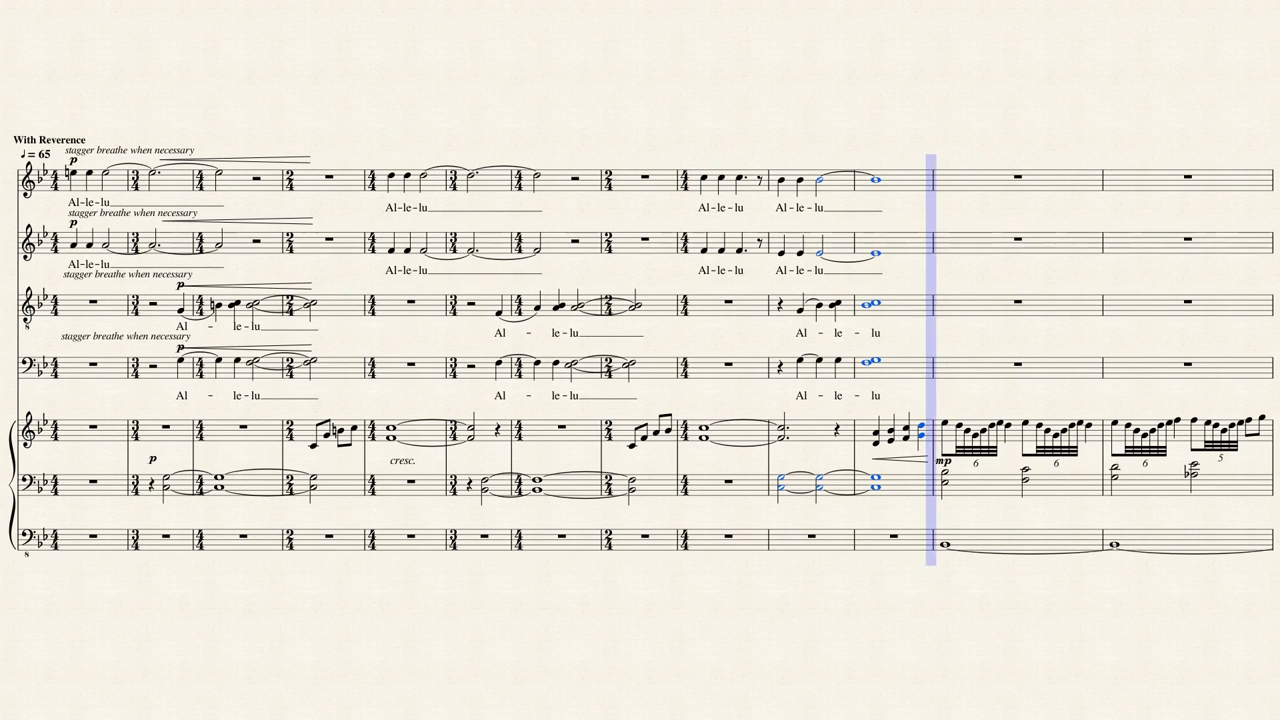 With Reverence
♩ = 65
stagger breathe when necessary
p
Al-le-lu Al-le-lu Al-le-lu Al-le-lu
stagger breathe when necessary
p
Al-le-lu Al-le-lu Al-le-lu Al-le-lu
stagger breathe when necessary
p
Al - le-lu Al - le-lu Al - le - lu
stagger breathe when necessary
p
Al - le-lu Al - le-lu Al - le - lu
p cresc. mp
6 6 6 5